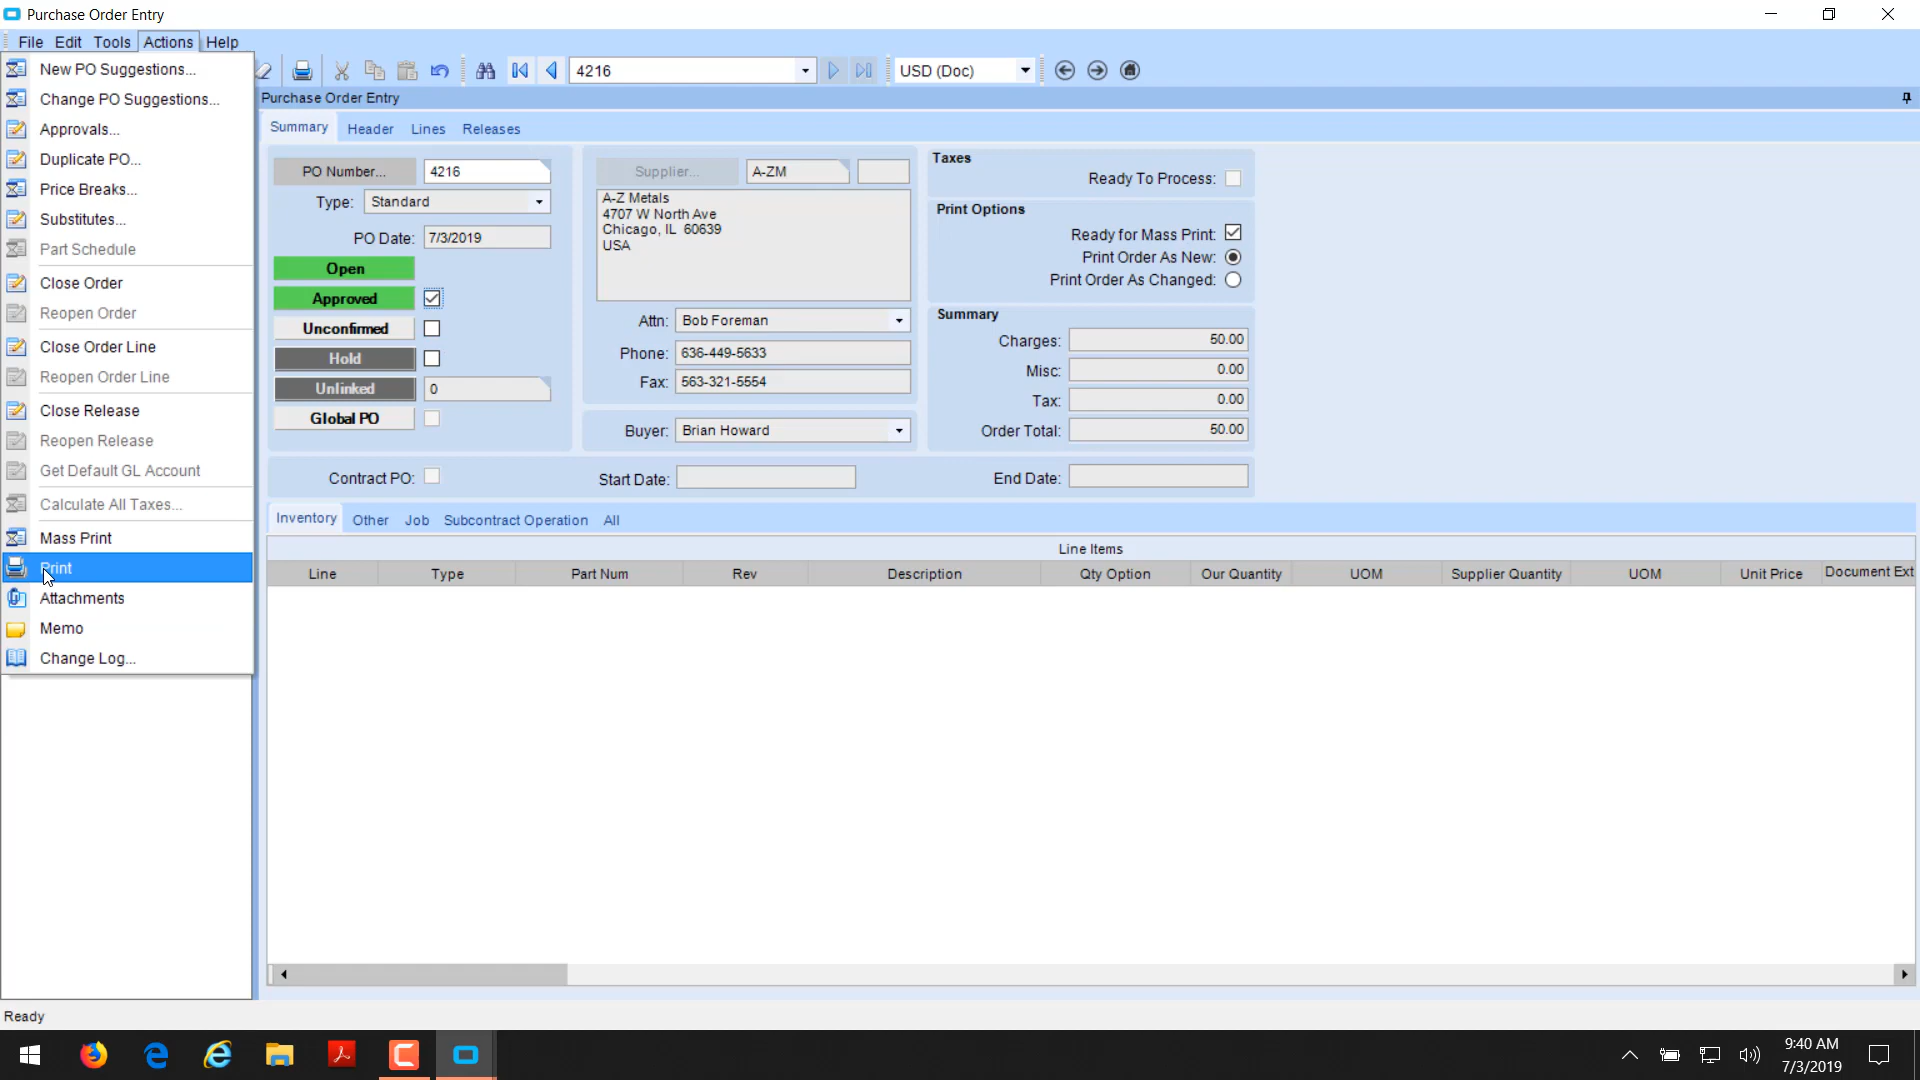 Purchase Order Entry
File Edit Tools Actions Help
New PO Suggestions...
Change PO Suggestions...
Approvals...
Duplicate PO...
Price Breaks...
Substitutes...
Part Schedule
Close Order
Reopen Order
Close Order Line
Reopen Order Line
Close Release
Reopen Release
Get Default GL Account
Calculate All Taxes...
Mass Print
Print
Attachments
Memo
Change Log...
4216 USD (Doc)
Purchase Order Entry
Summary Header Lines Releases
PO Number... 4216
Type: Standard
PO Date: 7/3/2019
Open
Approved
Unconfirmed
Hold
Unlinked 0
Global PO
Supplier... A-ZM
A-Z Metals
4707 W North Ave
Chicago, IL 60639
USA
Attn: Bob Foreman
Phone: 636-449-5633
Fax: 563-321-5554
Buyer: Brian Howard
Taxes
Ready To Process:
Print Options
Ready for Mass Print:
Print Order As New:
Print Order As Changed:
Summary
Charges: 50.00
Misc: 0.00
Tax: 0.00
Order Total: 50.00
Contract PO: Start Date: End Date:
Inventory Other Job Subcontract Operation All
Line Items
Line Type Part Num Rev Description Qty Option Our Quantity UOM Supplier Quantity UOM Unit Price Document Ext
Ready
9:40 AM
7/3/2019